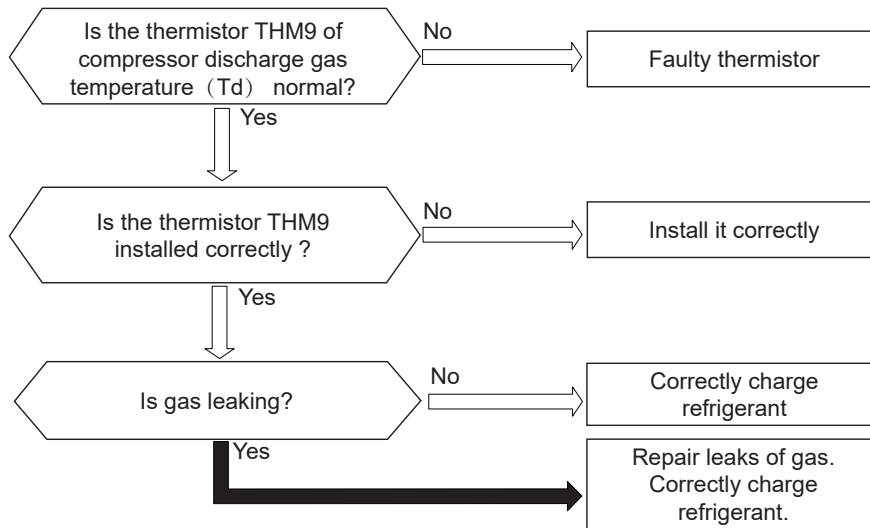 Is the thermistor THM9 of
compressor discharge gas
temperature（Td） normal?
No
Faulty thermistor
Yes
Is the thermistor THM9
installed correctly ?
No
Install it correctly
Yes
Is gas leaking?
No
Correctly charge
refrigerant
Yes
Repair leaks of gas.
Correctly charge
refrigerant.